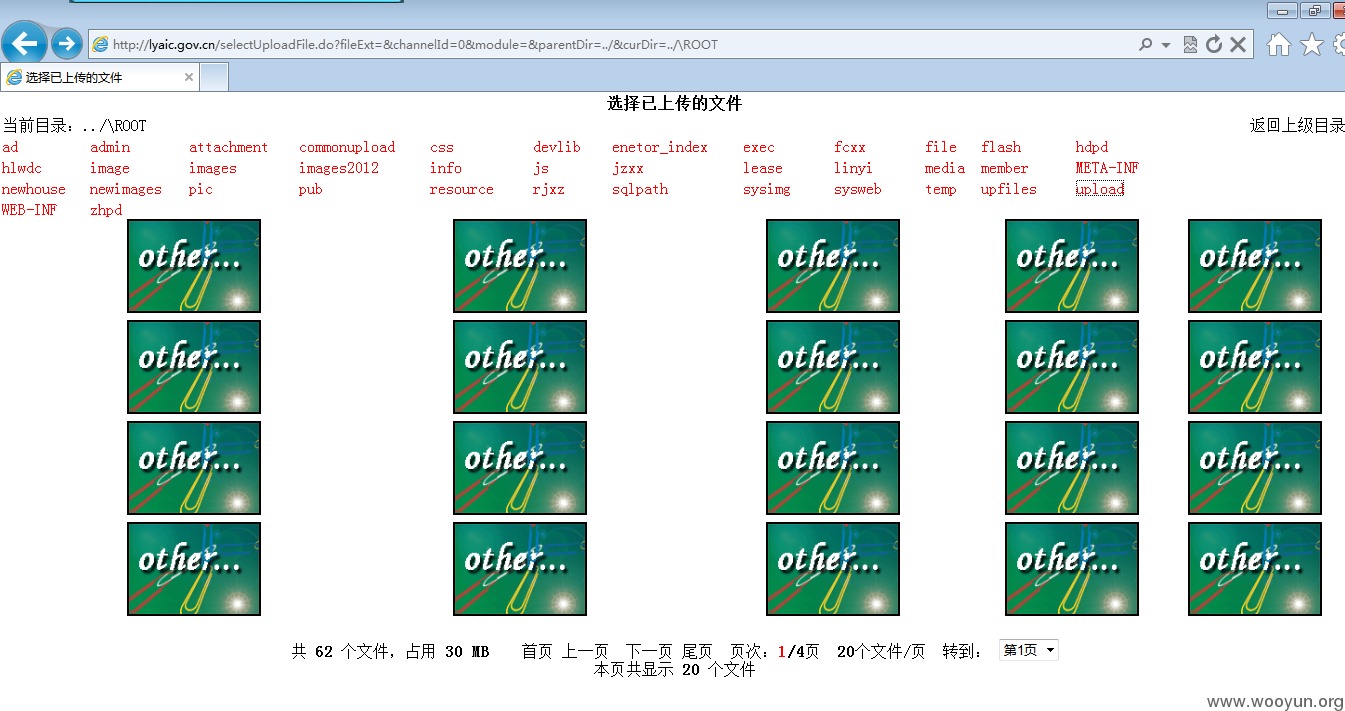 http://lyaic.gov.cn/selectUploadFile.do?fileExt=&channelId=0&module=&parentDir=../&curDir=../\ROOT
选择已上传的文件
选择已上传的文件
当前目录：../\ROOT 返回上级目录
ad admin attachment commonupload css devlib enetor_index exec fcxx file flash hdpd
hlwdc image images images2012 info js jzxx lease linyi media member META-INF
newhouse newimages pic pub resource rjxz sqlpath sysimg sysweb temp upfiles upload
WEB-INF zhpd
other... other... other... other... other...
other... other... other... other... other...
other... other... other... other... other...
other... other... other... other... other...
共 62 个文件，占用 30 MB 首页 上一页 下一页 尾页 页次：1/4页 20个文件/页 转到： 第1页
本页共显示 20 个文件
www.wooyun.org